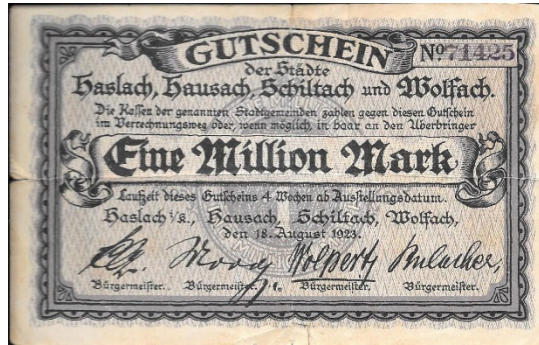 GUTSCHEIN
Nº 71425
der Städte
Haslach, Hausach, Schiltach und Wolfach.
Die Kassen der genannten Stadtgemeinden zahlen gegen diesen Gutschein
im Verrechnungsweg oder, wenn möglich, in baar an den Überbringer
Eine Million Mark
Laufzeit dieses Gutscheins 4 Wochen ab Ausstellungsdatum.
Haslach i/K., Hausach, Schiltach, Wolfach,
den 18. August 1923.
Wolpert
Bürgermeister. Bürgermeister. Bürgermeister. Bürgermeister.